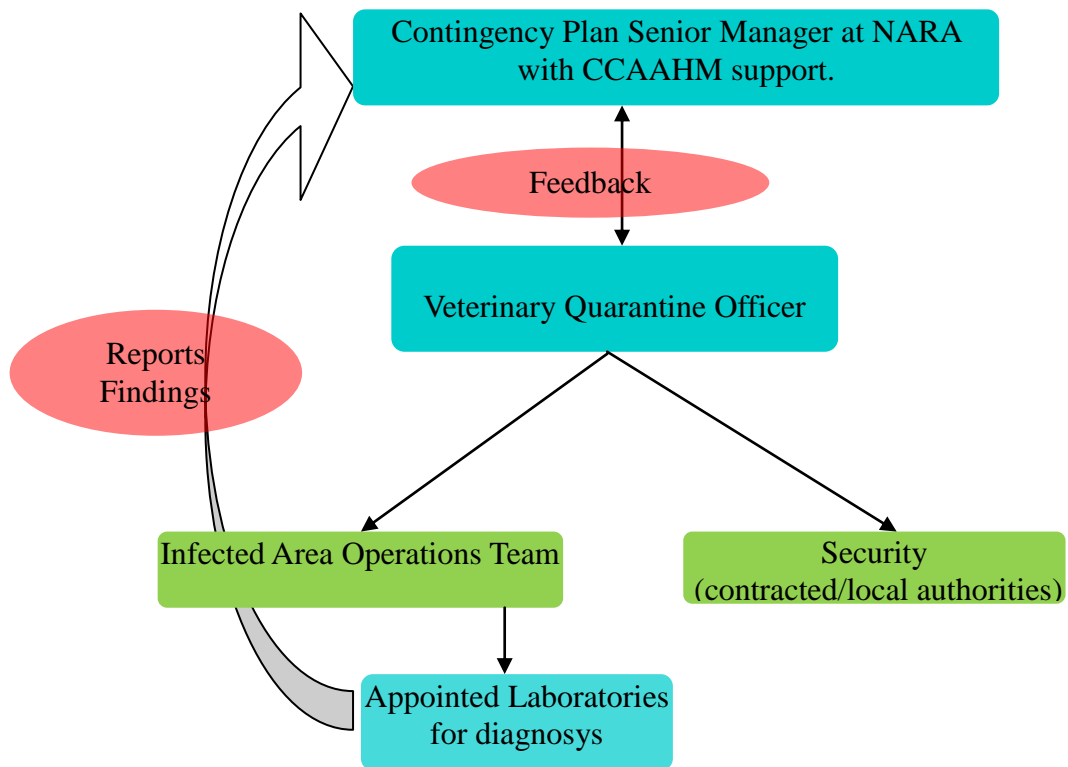 Contingency Plan Senior Manager at NARA
with CCAAHM support.
Feedback
Veterinary Quarantine Officer
Reports
Findings
Infected Area Operations Team
Security
(contracted/local authorities)
Appointed Laboratories
for diagnosys